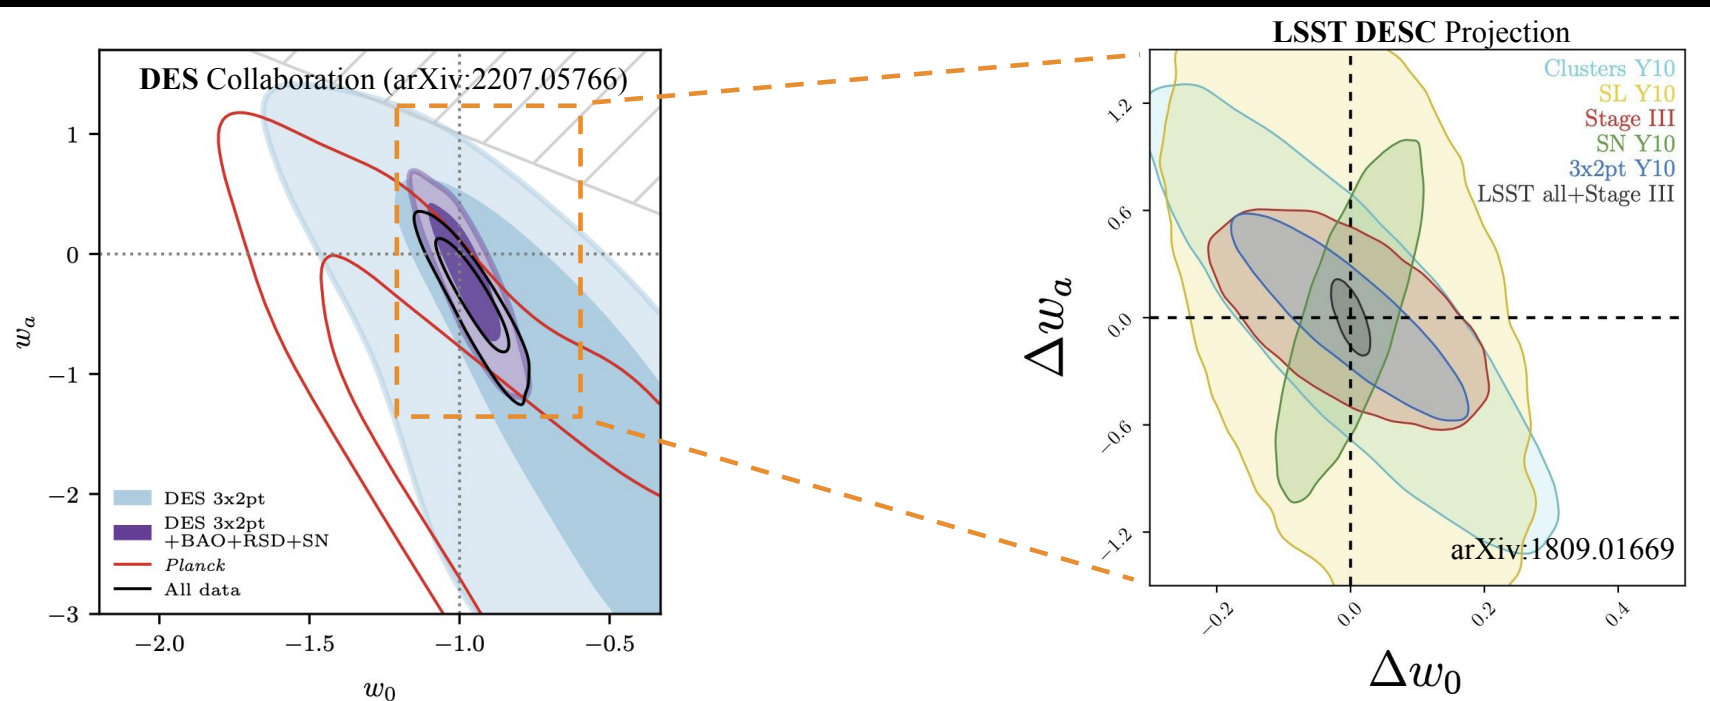 DES Collaboration (arXiv:2207.05766)
1
0
−1
−2
−3
w_a
DES 3x2pt
DES 3x2pt
+BAO+RSD+SN
Planck
All data
−2.0 −1.5 −1.0 −0.5
w_0
LSST DESC Projection
Clusters Y10
SL Y10
Stage III
SN Y10
3x2pt Y10
LSST all+Stage III
1.2
0.6
0.0
−0.6
−1.2
Δw_a
arXiv:1809.01669
−0.2 0.0 0.2 0.4
Δw_0